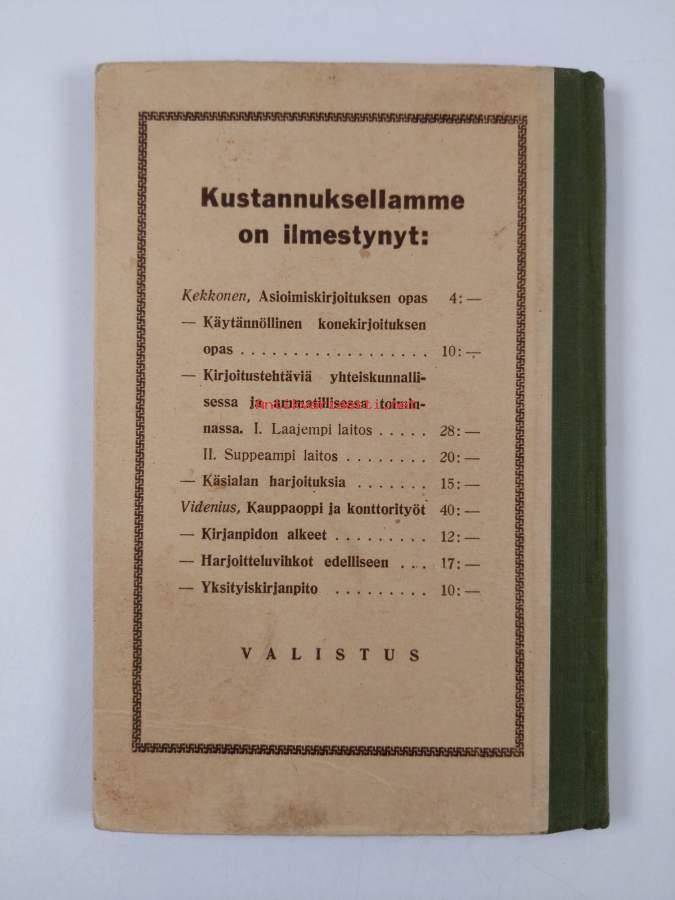 Kustannuksellamme
on ilmestynyt:
Kekkonen, Asioimiskirjoituksen opas 4:—
— Käytännöllinen konekirjoituksen
opas . . . . . . . . . . . . . . . 10:—
— Kirjoitustehtäviä yhteiskunnalli-
sessa ja ammatillisessa toimin-
nassa. I. Laajempi laitos . . . . . 28:—
II. Suppeampi laitos . . . . . . . . 20:—
— Käsialan harjoituksia . . . . . . . 15:—
Videnius, Kauppaoppi ja konttorityöt 40:—
— Kirjanpidon alkeet . . . . . . . . . 12:—
— Harjoitteluvihkot edelliseen . . . 17:—
— Yksityiskirjanpito . . . . . . . . . 10:—
VALISTUS